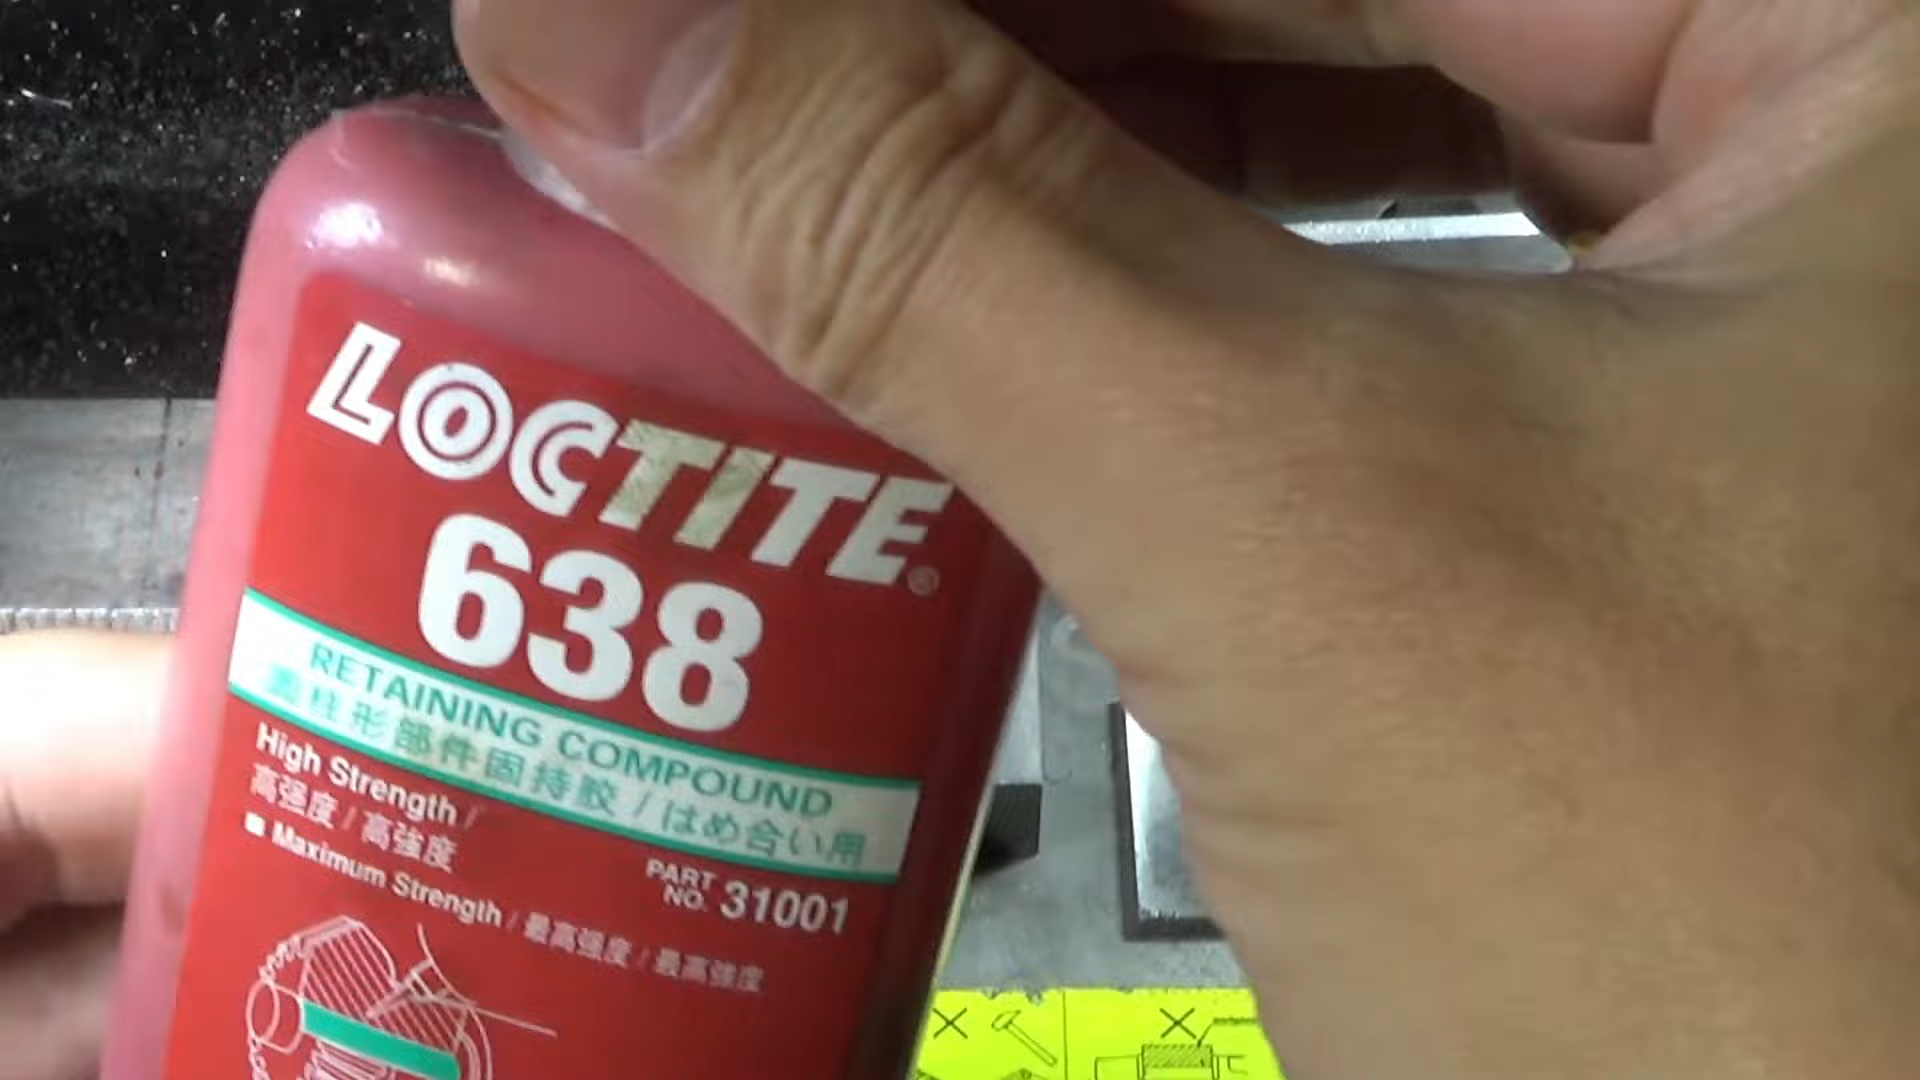 LOCTITE®
638
RETAINING COMPOUND
圆柱形部件固持胶 / はめ合い用
High Strength /
高强度 / 高強度
PART NO. 31001
■ Maximum Strength / 最高强度 / 最高強度